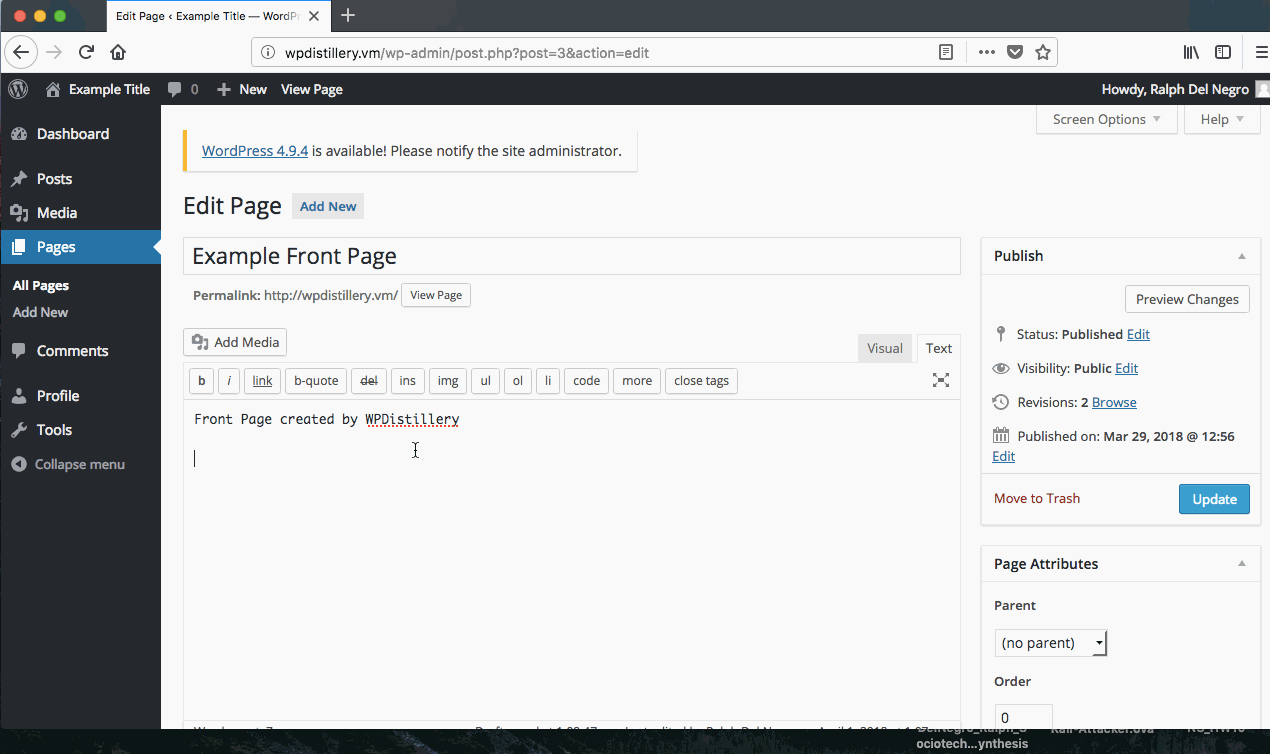 Edit Page ‹ Example Title — WordPr
wpdistillery.vm/wp-admin/post.php?post=3&action=edit
Example Title 0 New View Page Howdy, Ralph Del Negro
Screen Options Help
Dashboard
Posts
Media
Pages
All Pages
Add New
Comments
Profile
Tools
Collapse menu
WordPress 4.9.4 is available! Please notify the site administrator.
Edit Page Add New
Example Front Page
Permalink: http://wpdistillery.vm/ View Page
Add Media
Visual Text
b i link b-quote del ins img ul ol li code more close tags
Front Page created by WPDistillery
Publish
Preview Changes
Status: Published Edit
Visibility: Public Edit
Revisions: 2 Browse
Published on: Mar 29, 2018 @ 12:56
Edit
Move to Trash Update
Page Attributes
Parent
(no parent)
Order
0
ociotech...ynthesis